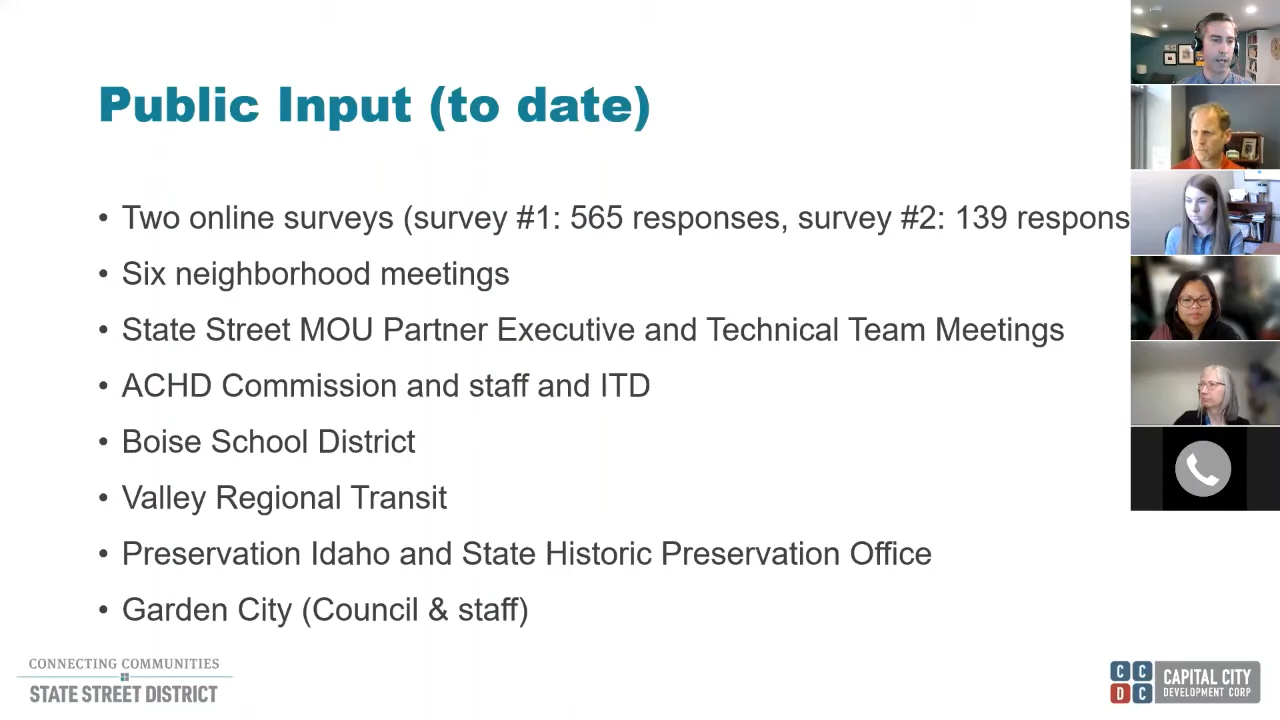 Public Input (to date)
• Two online surveys (survey #1: 565 responses, survey #2: 139 respons
• Six neighborhood meetings
• State Street MOU Partner Executive and Technical Team Meetings
• ACHD Commission and staff and ITD
• Boise School District
• Valley Regional Transit
• Preservation Idaho and State Historic Preservation Office
• Garden City (Council & staff)
CONNECTING COMMUNITIES
STATE STREET DISTRICT
CCDC
CAPITAL CITY
DEVELOPMENT CORP